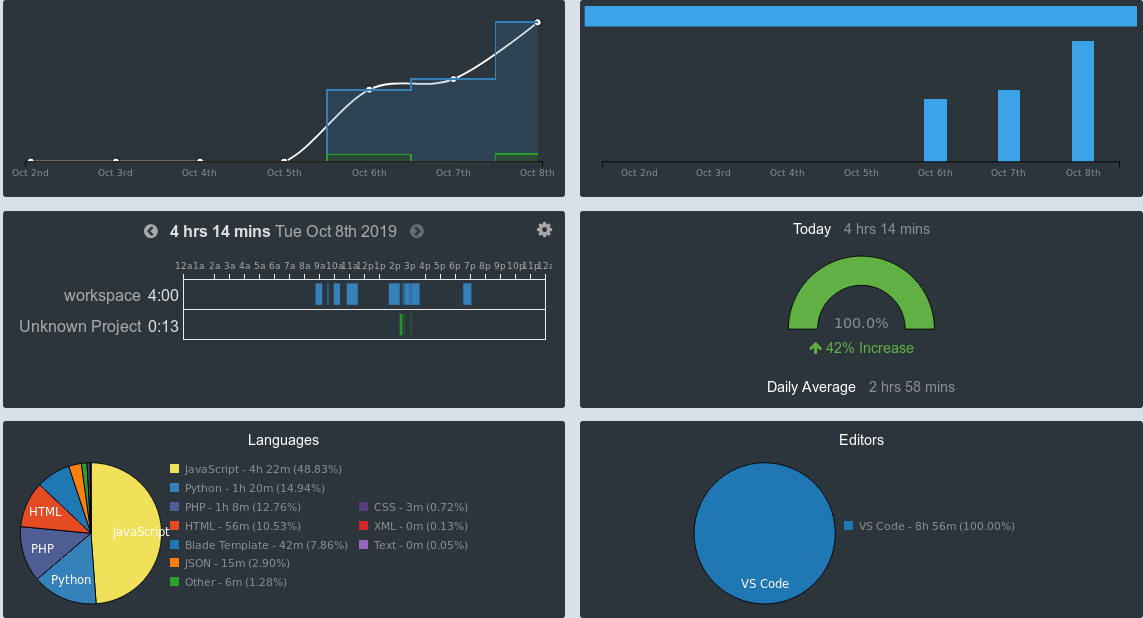 Oct 2nd Oct 3rd Oct 4th Oct 5th Oct 6th Oct 7th Oct 8th
Oct 2nd Oct 3rd Oct 4th Oct 5th Oct 6th Oct 7th Oct 8th
4 hrs 14 mins Tue Oct 8th 2019
12a 1a 2a 3a 4a 5a 6a 7a 8a 9a 10a 11a 12p 1p 2p 3p 4p 5p 6p 7p 8p 9p 10p 11p 12a
workspace 4:00
Unknown Project 0:13
Today 4 hrs 14 mins
100.0%
42% Increase
Daily Average 2 hrs 58 mins
Languages
JavaScript
HTML
PHP
Python
JavaScript - 4h 22m (48.83%)
Python - 1h 20m (14.94%)
PHP - 1h 8m (12.76%)
HTML - 56m (10.53%)
Blade Template - 42m (7.86%)
JSON - 15m (2.90%)
Other - 6m (1.28%)
CSS - 3m (0.72%)
XML - 0m (0.13%)
Text - 0m (0.05%)
Editors
VS Code
VS Code - 8h 56m (100.00%)